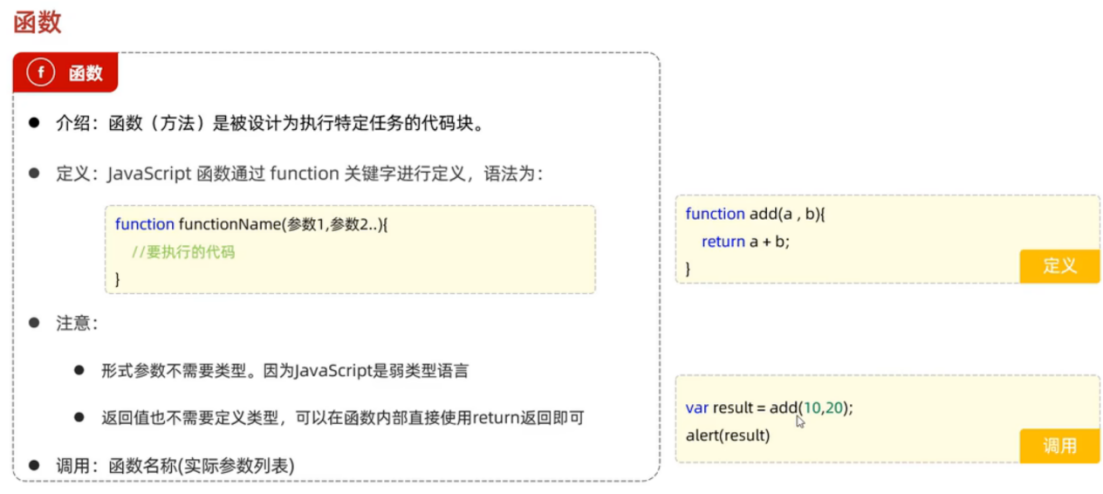 函数
f 函数
介绍：函数（方法）是被设计为执行特定任务的代码块。
定义：JavaScript 函数通过 function 关键字进行定义，语法为：
function functionName(参数1,参数2..){
//要执行的代码
}
注意：
形式参数不需要类型。因为JavaScript是弱类型语言
返回值也不需要定义类型，可以在函数内部直接使用return返回即可
调用：函数名称(实际参数列表)
function add(a , b){
return a + b;
}
定义
var result = add(10,20);
alert(result)
调用